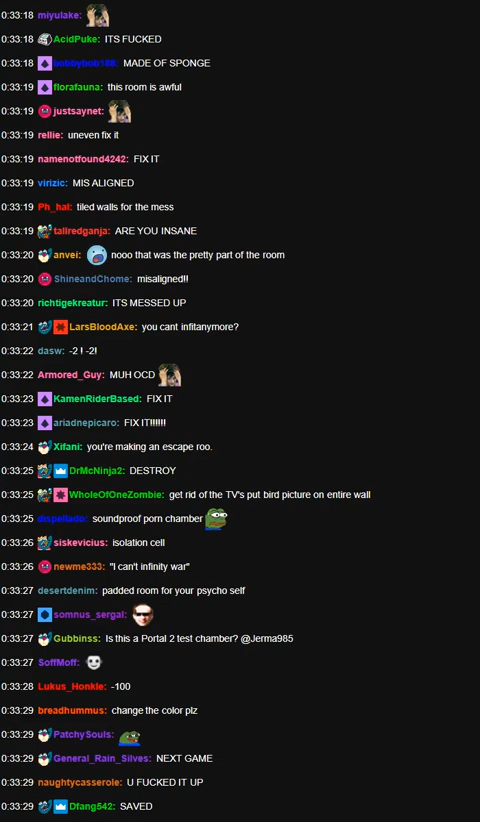 0:33:18 miyulake:
0:33:18 AcidPuke: ITS FUCKED
0:33:18 bobbybob188: MADE OF SPONGE
0:33:19 florafauna: this room is awful
0:33:19 justsaynet:
0:33:19 rellie: uneven fix it
0:33:19 namenotfound4242: FIX IT
0:33:19 virizic: MIS ALIGNED
0:33:19 Ph_hal: tiled walls for the mess
0:33:19 tallredganja: ARE YOU INSANE
0:33:20 anvei: nooo that was the pretty part of the room
0:33:20 ShineandChome: misaligned!!
0:33:20 richtigekreatur: ITS MESSED UP
0:33:21 LarsBloodAxe: you cant infitanymore?
0:33:22 dasw: -2 ! -2!
0:33:22 Armored_Guy: MUH OCD
0:33:23 KamenRiderBased: FIX IT
0:33:23 ariadnepicaro: FIX IT!!!!!!
0:33:24 Xifani: you're making an escape roo.
0:33:25 DrMcNinja2: DESTROY
0:33:25 WholeOfOneZombie: get rid of the TV's put bird picture on entire wall
0:33:25 dispellado: soundproof porn chamber
0:33:26 siskevicius: isolation cell
0:33:26 newme333: "I can't infinity war"
0:33:27 desertdenim: padded room for your psycho self
0:33:27 somnus_sergal:
0:33:27 Gubbinss: Is this a Portal 2 test chamber? @Jerma985
0:33:27 SoffMoff:
0:33:28 Lukus_Honkle: -100
0:33:29 breadhummus: change the color plz
0:33:29 PatchySouls:
0:33:29 General_Rain_Silves: NEXT GAME
0:33:29 naughtycasserole: U FUCKED IT UP
0:33:29 Dfang542: SAVED